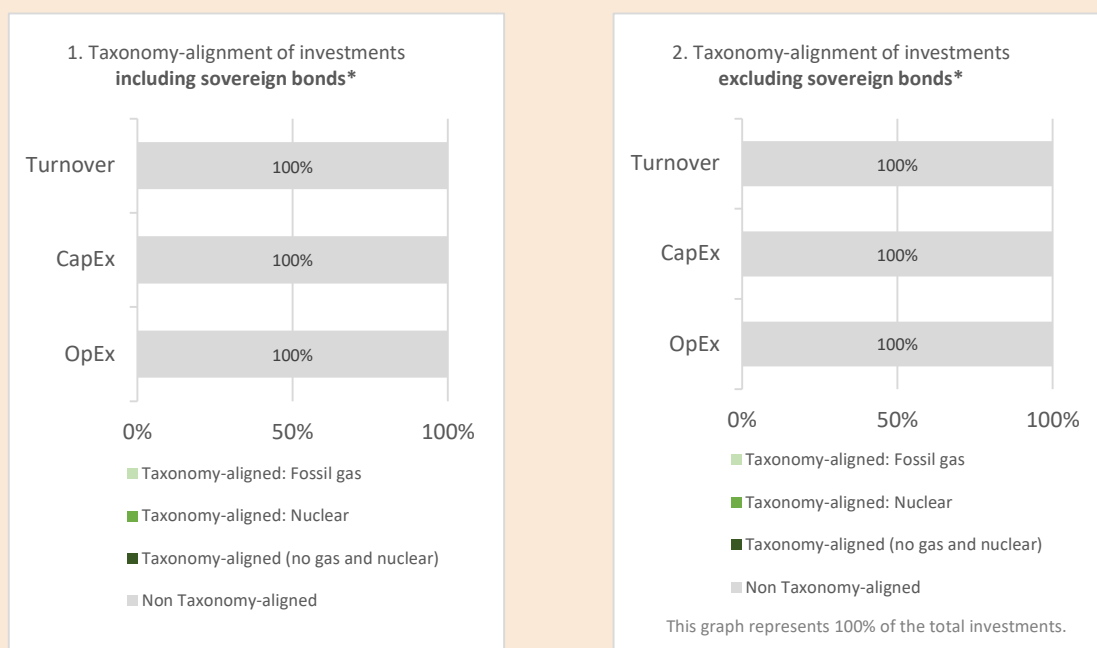 1. Taxonomy-alignment of investments
including sovereign bonds*
Turnover
100%
CapEx
100%
OpEx
100%
0%
50%
100%
Taxonomy-aligned: Fossil gas
Taxonomy-aligned: Nuclear
Taxonomy-aligned (no gas and nuclear)
Non Taxonomy-aligned
2. Taxonomy-alignment of investments
excluding sovereign bonds*
Turnover
100%
CapEx
100%
OpEx
100%
0%
50%
100%
Taxonomy-aligned: Fossil gas
Taxonomy-aligned: Nuclear
Taxonomy-aligned (no gas and nuclear)
Non Taxonomy-aligned
This graph represents 100% of the total investments.